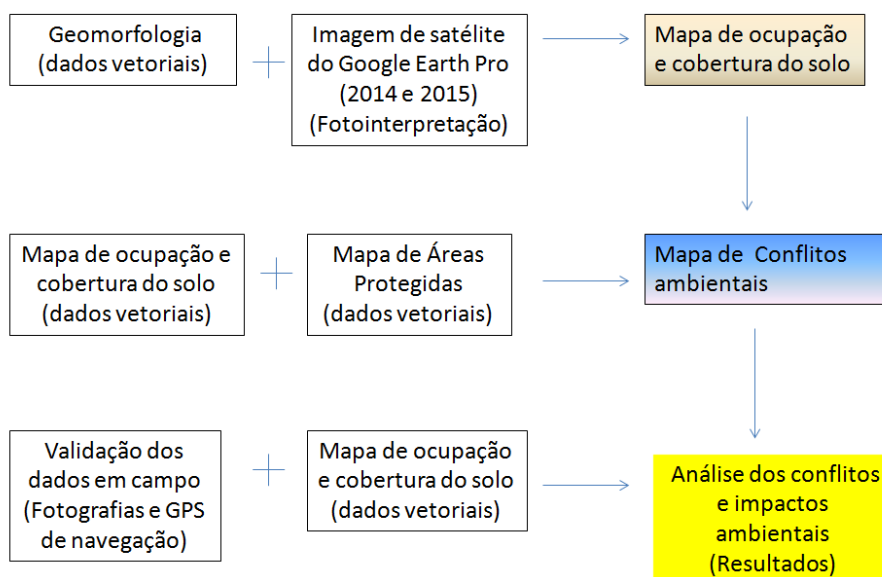 Geomorfologia
(dados vetoriais)
Imagem de satélite
do Google Earth Pro
(2014 e 2015)
(Fotointerpretação)
Mapa de ocupação
e cobertura do solo
Mapa de ocupação e
cobertura do solo
(dados vetoriais)
Mapa de Áreas
Protegidas
(dados vetoriais)
Mapa de Conflitos
ambientais
Validação dos
dados em campo
(Fotografias e GPS
de navegação)
Mapa de ocupação
e cobertura do solo
(dados vetoriais)
Análise dos conflitos
e impactos
ambientais
(Resultados)